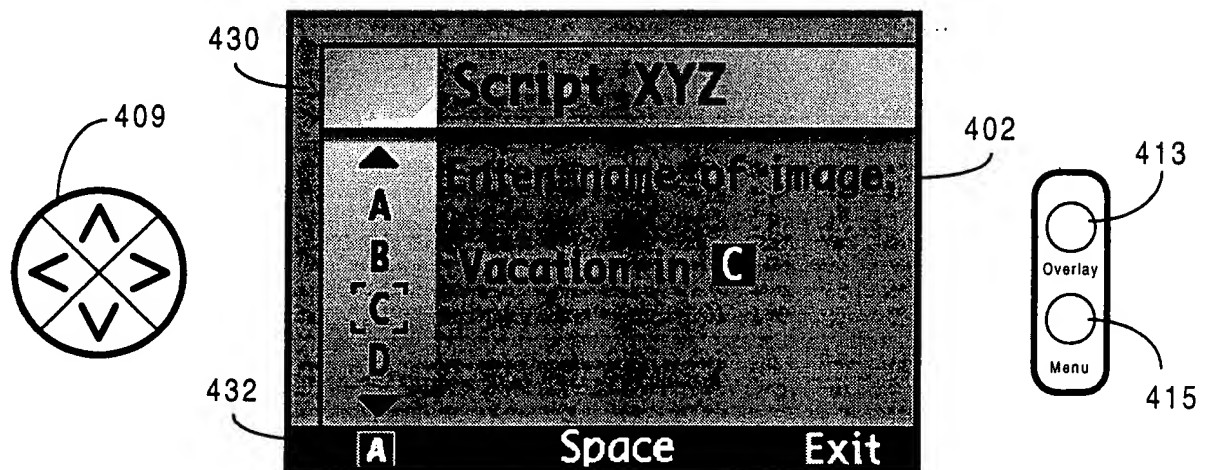 430
Script XYZ
409
402
413
Enter name of image:
A
B
Vacation in C
Overlay
C
D
Menu
432
415
A Space Exit